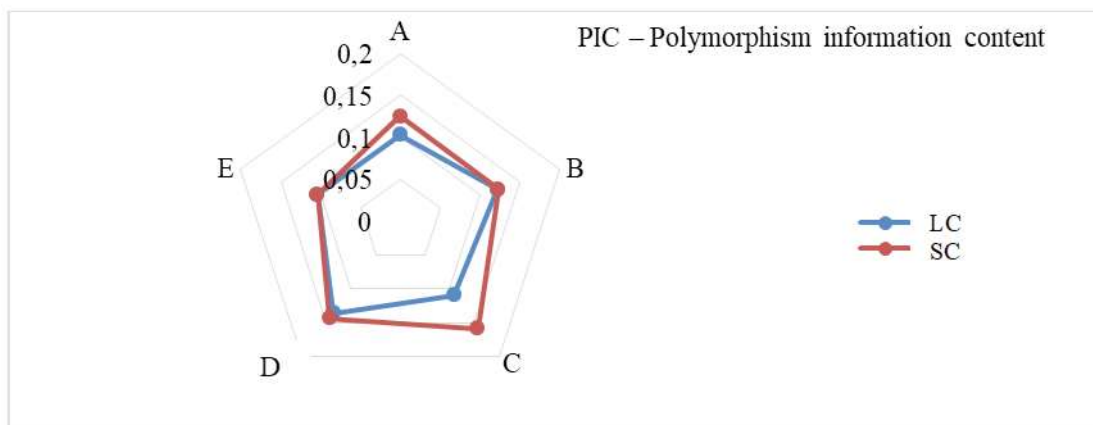 PIC – Polymorphism information content
A
0,2
0,15
0,1
0,05
0
B
C
D
E
LC
SC